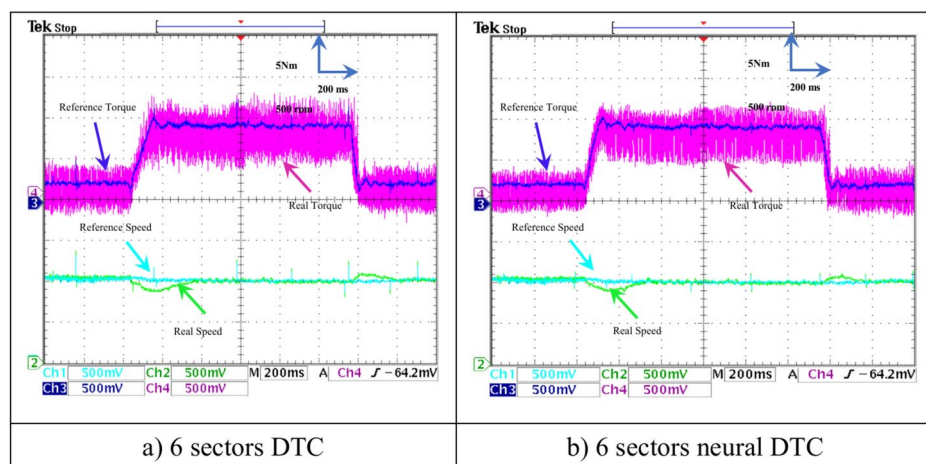 Tek Stop
5Nm
200 ms
500 rpm
Reference Torque
4
3
Real Torque
Reference Speed
Real Speed
2
Ch1 500mV Ch2 500mV M 200ms A Ch4 ∫ −64.2mV
Ch3 500mV Ch4 500mV
a) 6 sectors DTC
Tek Stop
5Nm
200 ms
500 rpm
Reference Torque
4
3
Real Torque
Reference Speed
Real Speed
2
Ch1 500mV Ch2 500mV M 200ms A Ch4 ∫ −64.2mV
Ch3 500mV Ch4 500mV
b) 6 sectors neural DTC